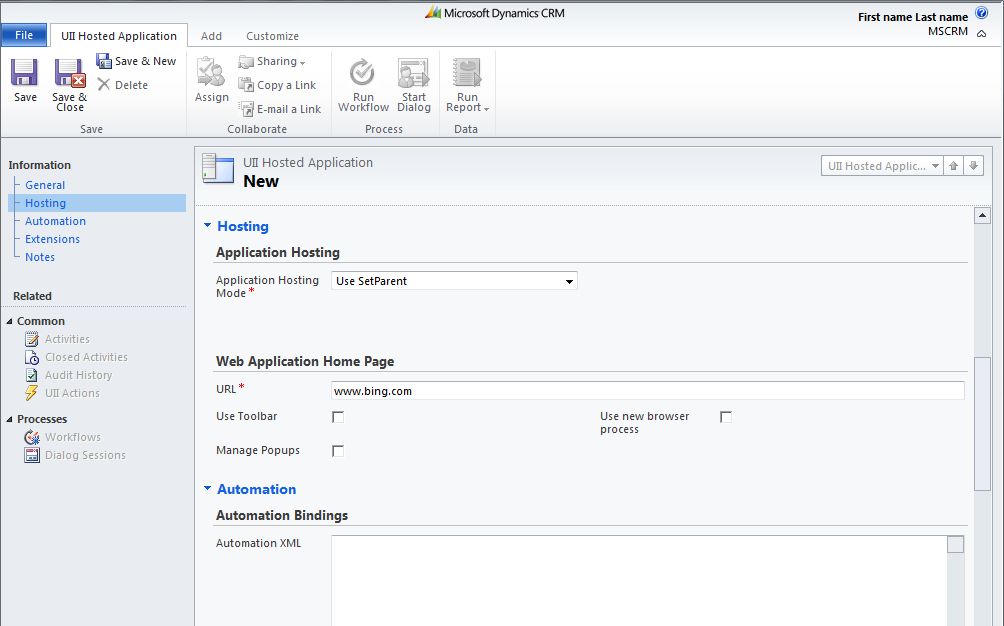 Microsoft Dynamics CRM
First name Last name
MSCRM
File
UII Hosted Application
Add
Customize
Save
Save &
Close
Save & New
Delete
Save
Assign
Sharing
Copy a Link
E-mail a Link
Collaborate
Run
Workflow
Start
Dialog
Process
Run
Report
Data
Information
General
Hosting
Automation
Extensions
Notes
Related
Common
Activities
Closed Activities
Audit History
UII Actions
Processes
Workflows
Dialog Sessions
UII Hosted Application
New
UII Hosted Applic...
Hosting
Application Hosting
Application Hosting
Mode *
Use SetParent
Web Application Home Page
URL *
www.bing.com
Use Toolbar
Use new browser
process
Manage Popups
Automation
Automation Bindings
Automation XML